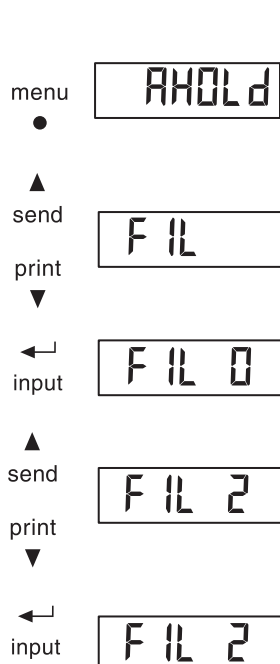 menu
AHOLd
send
FIL
print
input
FIL 0
send
FIL 2
print
input
FIL 2